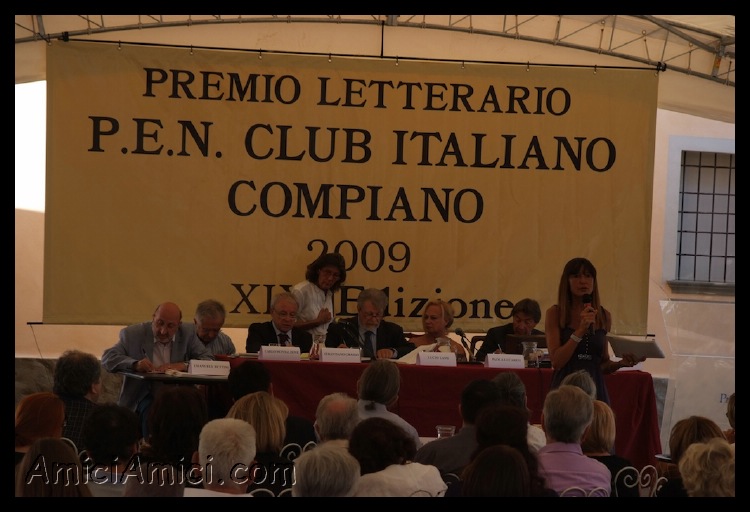 PREMIO LETTERARIO
P.E.N. CLUB ITALIANO
COMPIANO
2009
Edizione
AmiciAmici.com